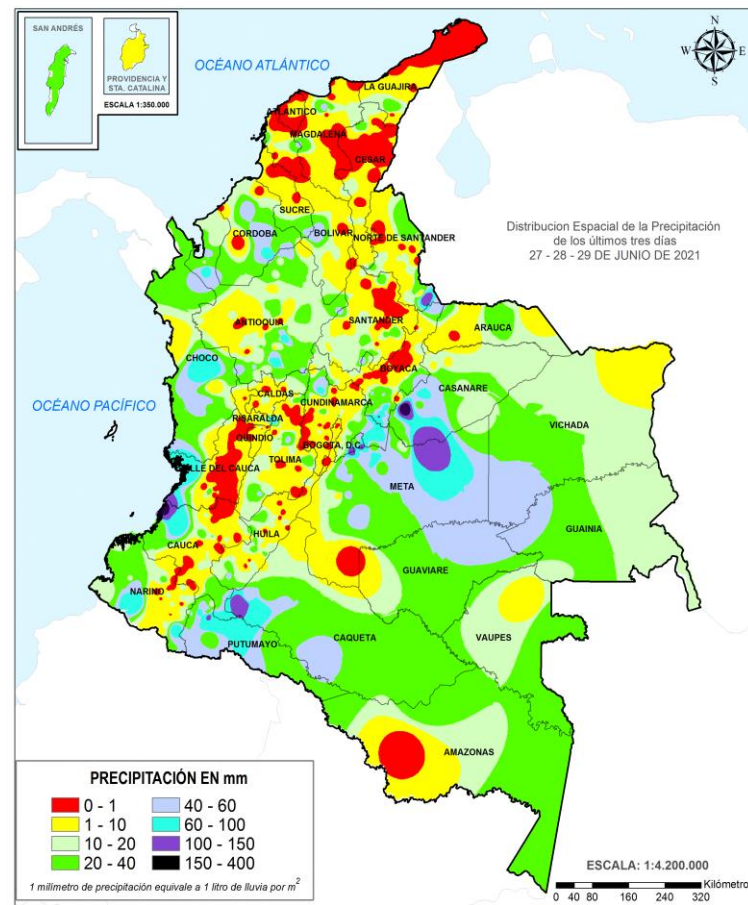 SAN ANDRÉS
PROVIDENCIA Y
STA. CATALINA
ESCALA 1:350.000
OCÉANO ATLÁNTICO
N
W
E
S
LA GUAJIRA
ATLÁNTICO
MAGDALENA
CESAR
SUCRE
CORDOBA
BOLIVAR
NORTE DE SANTANDER
Distribucion Espacial de la Precipitación
de los últimos tres días
27 - 28 - 29 DE JUNIO DE 2021
ANTIOQUIA
SANTANDER
ARAUCA
CHOCO
BOYACA
CASANARE
OCÉANO PACÍFICO
CALDAS
CUNDINAMARCA
RISARALDA
VICHADA
QUINDIO
BOGOTA, D.C.
TOLIMA
VALLE DEL CAUCA
META
GUAINIA
HUILA
CAUCA
GUAVIARE
NARIÑO
VAUPES
CAQUETA
PUTUMAYO
AMAZONAS
PRECIPITACIÓN EN mm
0 - 1
40 - 60
1 - 10
60 - 100
10 - 20
100 - 150
20 - 40
150 - 400
1 milímetro de precipitación equivale a 1 litro de lluvia por m²
ESCALA: 1:4.200.000
0 40 80 160 240 320 Kilómetro